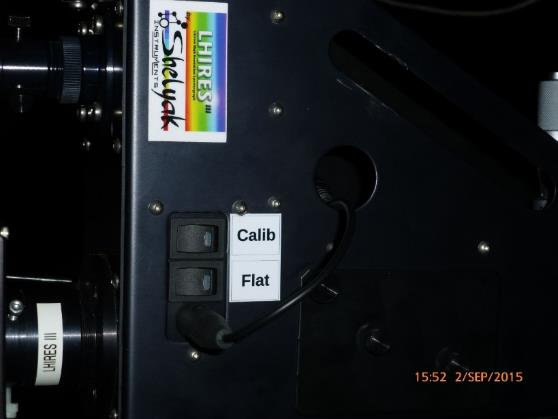 LHIRES III
Shelyak
INSTRUMENTS
Calib
Flat
LHIRES III
15:52 2/SEP/2015